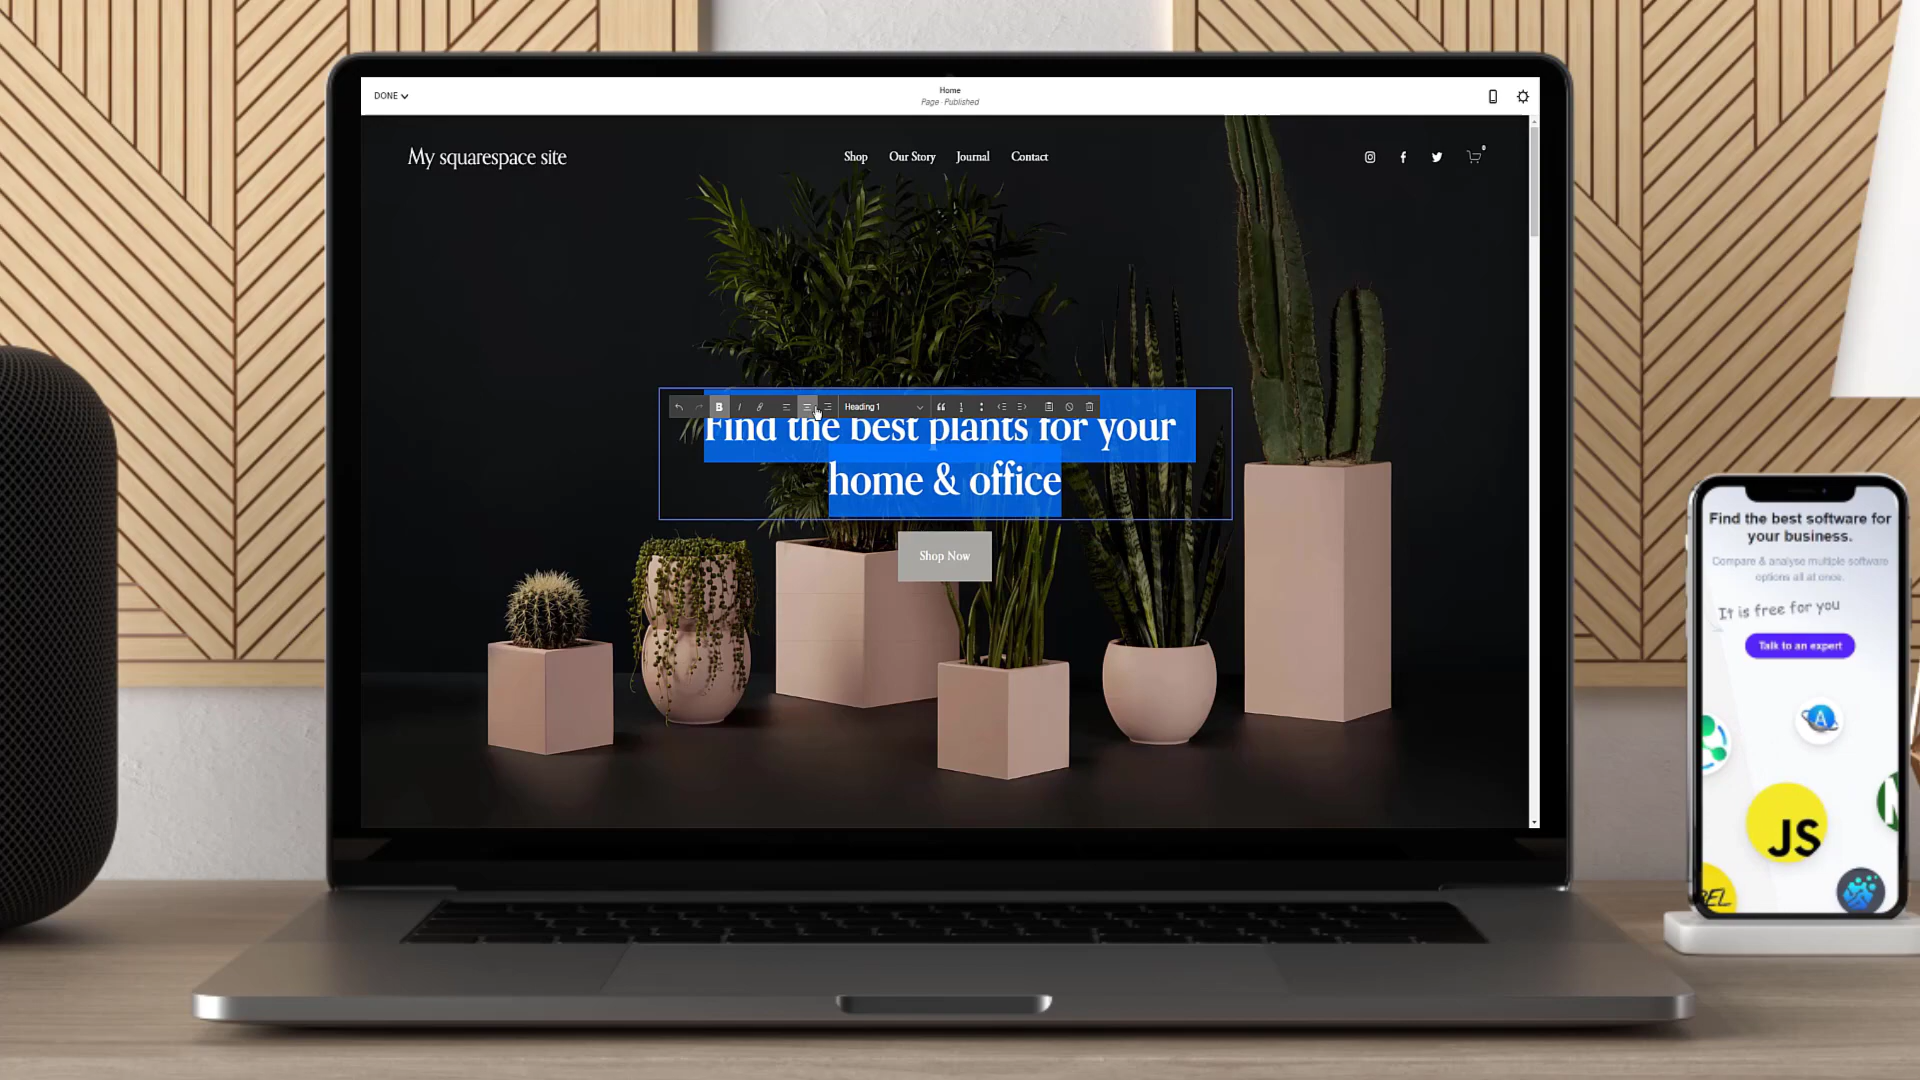 DONE
Home
Page · Published
My squarespace site
Shop
Our Story
Journal
Contact
0
B
I
Heading 1
Find the best plants for your
home & office
Shop Now
Find the best software for
your business.
Compare & analyse multiple software
options all at once.
It is free for you
Talk to an expert
A
N
JS
BEL